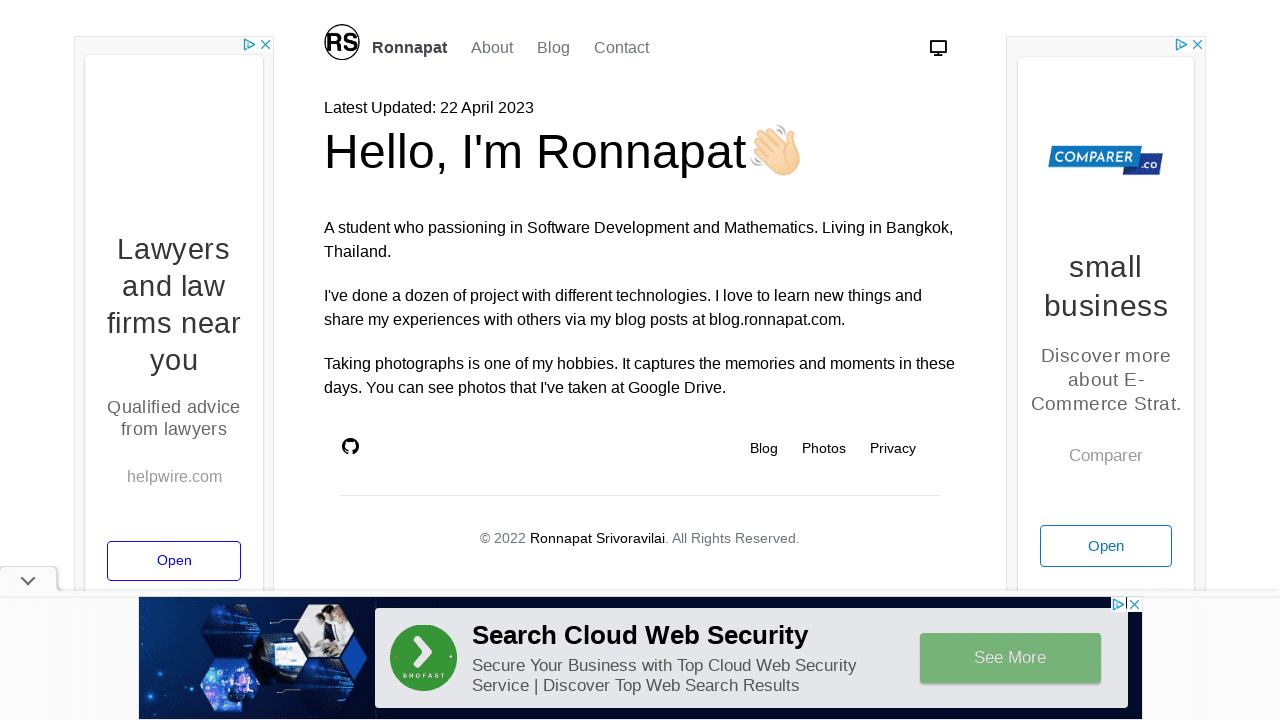 RS
Ronnapat About Blog Contact
Latest Updated: 22 April 2023
Hello, I'm Ronnapat👋🏻
A student who passioning in Software Development and Mathematics. Living in Bangkok,
Thailand.
I've done a dozen of project with different technologies. I love to learn new things and
share my experiences with others via my blog posts at blog.ronnapat.com.
Taking photographs is one of my hobbies. It captures the memories and moments in these
days. You can see photos that I've taken at Google Drive.
Blog Photos Privacy
© 2022 Ronnapat Srivoravilai. All Rights Reserved.
Lawyers
and law
firms near
you
Qualified advice
from lawyers
helpwire.com
Open
COMPARER
.co
small
business
Discover more
about E-
Commerce Strat.
Comparer
Open
SHOFAST
Search Cloud Web Security
Secure Your Business with Top Cloud Web Security
Service | Discover Top Web Search Results
See More